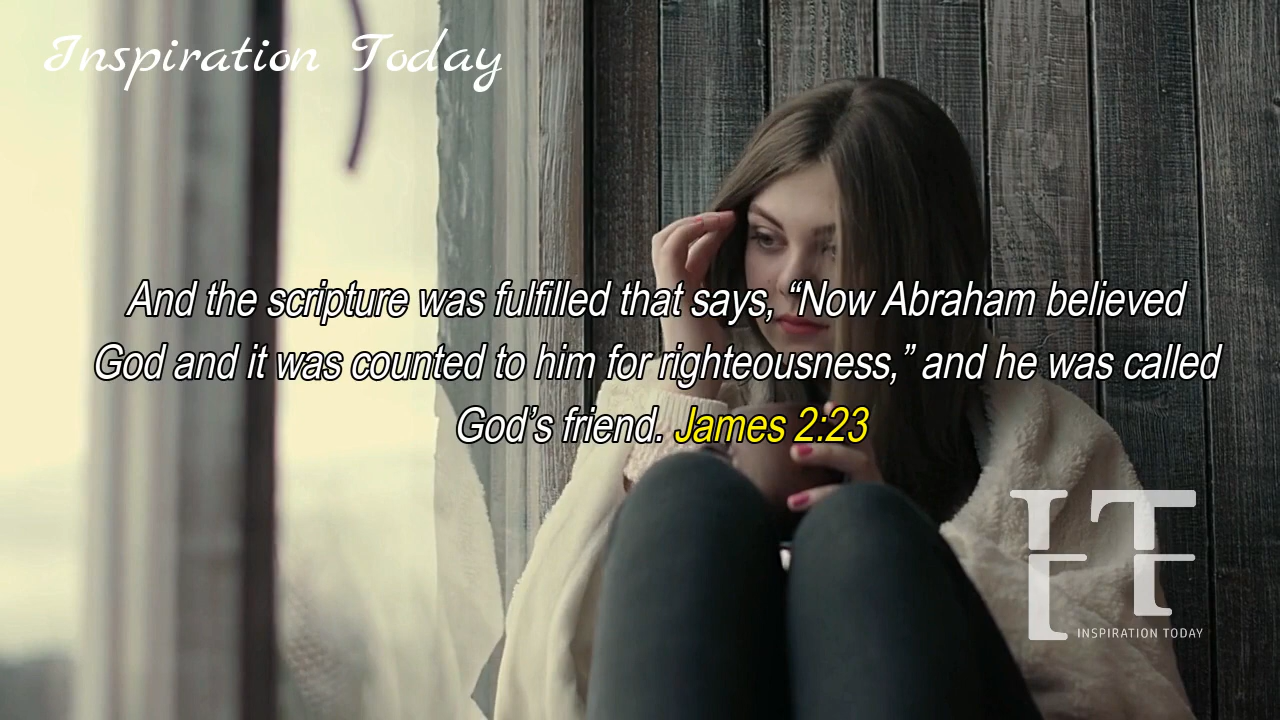 Inspiration Today
And the scripture was fulfilled that says, “Now Abraham believed
God and it was counted to him for righteousness,” and he was called
God’s friend. James 2:23
IT
INSPIRATION TODAY